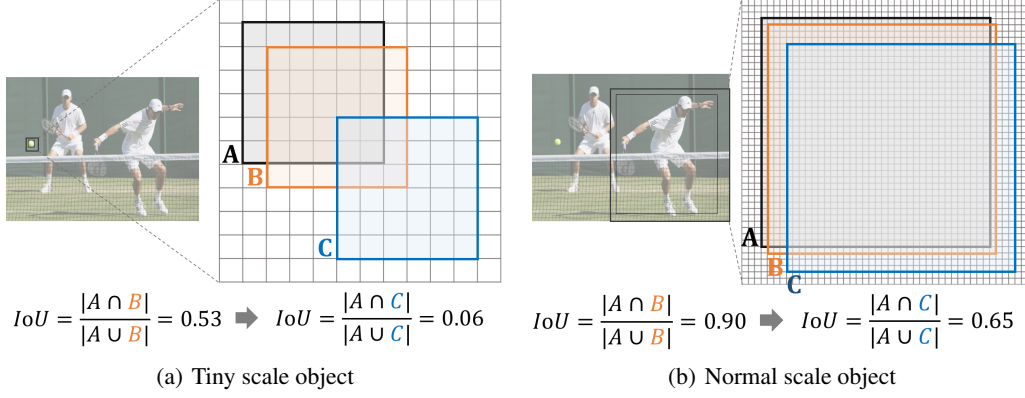 A
B
C
IoU = |A ∩ B| / |A ∪ B| = 0.53
IoU = |A ∩ C| / |A ∪ C| = 0.06
(a) Tiny scale object
A
B
C
IoU = |A ∩ B| / |A ∪ B| = 0.90
IoU = |A ∩ C| / |A ∪ C| = 0.65
(b) Normal scale object